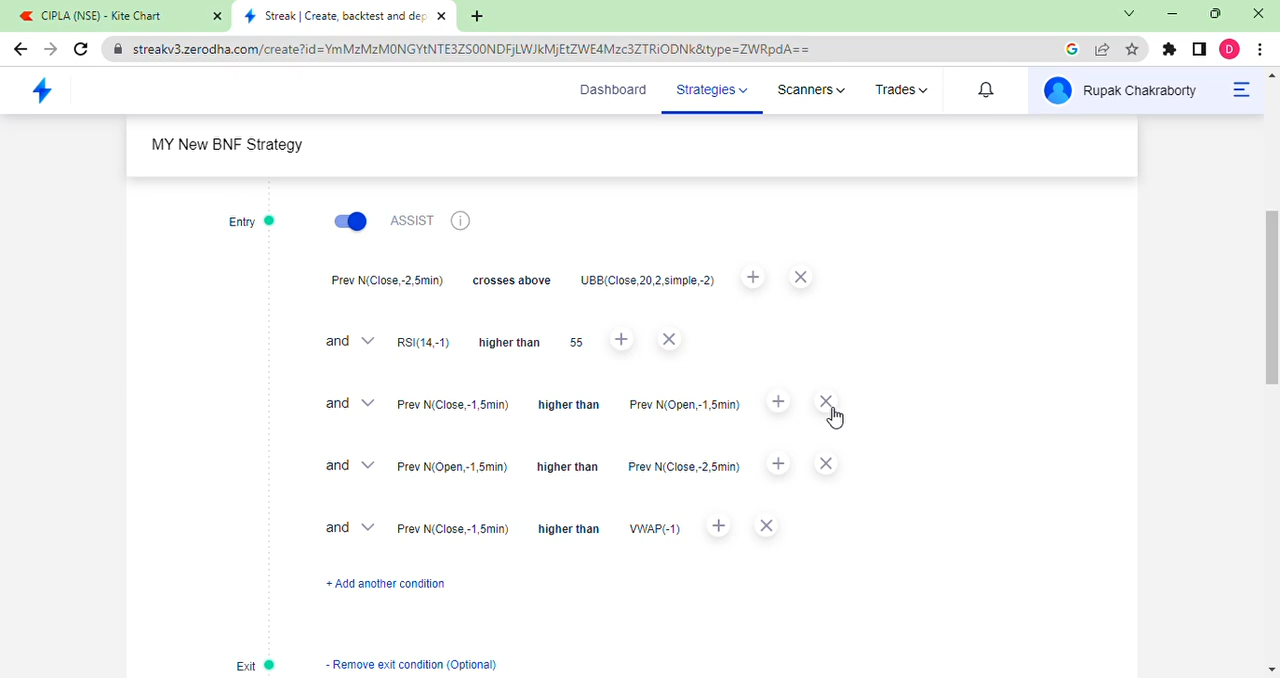 CIPLA (NSE) - Kite Chart
Streak | Create, backtest and dep
streakv3.zerodha.com/create?id=YmMzMzM0NGYtNTE3ZS00NDFjLWJkMjEtZWE4Mzc3ZTRiODNk&type=ZWRpdA==
D
Dashboard Strategies Scanners Trades Rupak Chakraborty
MY New BNF Strategy
Entry ASSIST i
Prev N(Close,-2,5min) crosses above UBB(Close,20,2,simple,-2)
and RSI(14,-1) higher than 55
and Prev N(Close,-1,5min) higher than Prev N(Open,-1,5min)
and Prev N(Open,-1,5min) higher than Prev N(Close,-2,5min)
and Prev N(Close,-1,5min) higher than VWAP(-1)
+ Add another condition
Exit - Remove exit condition (Optional)